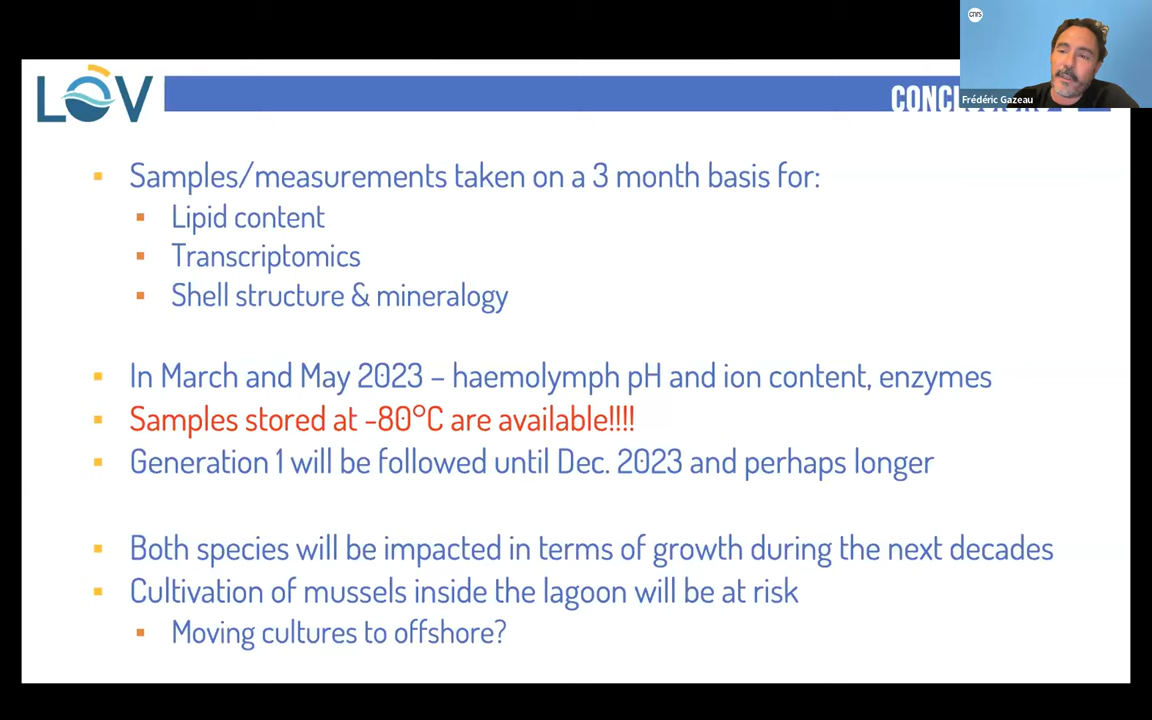 cnrs
Frédéric Gazeau
LOV
Samples/measurements taken on a 3 month basis for:
Lipid content
Transcriptomics
Shell structure & mineralogy
In March and May 2023 – haemolymph pH and ion content, enzymes
Samples stored at -80°C are available!!!!
Generation 1 will be followed until Dec. 2023 and perhaps longer
Both species will be impacted in terms of growth during the next decades
Cultivation of mussels inside the lagoon will be at risk
Moving cultures to offshore?